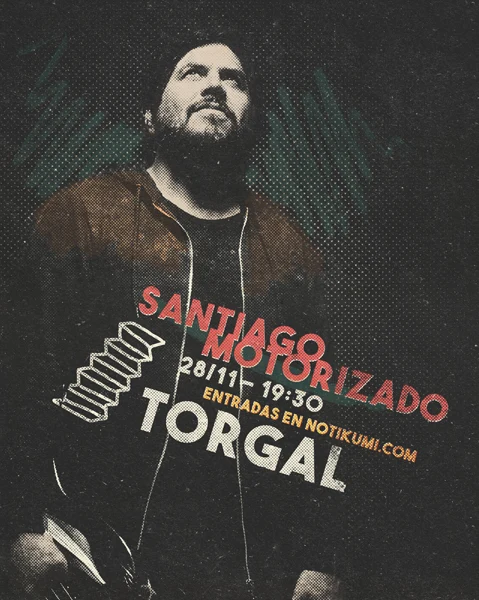 SANTIAGO
MOTORIZADO
28/11- 19:30
ENTRADAS EN NOTIKUMI.COM
TORGAL